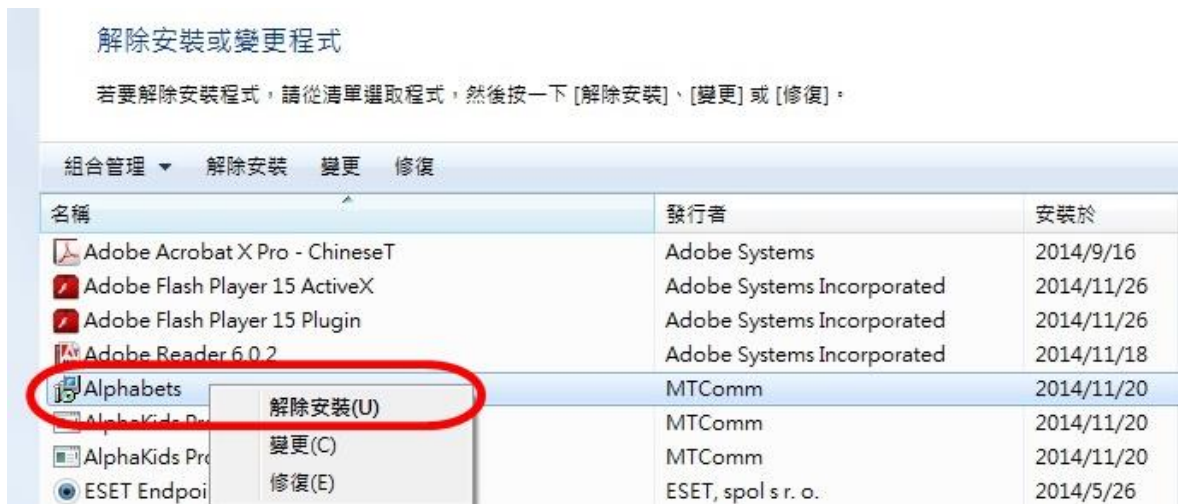 解除安裝或變更程式
若要解除安裝程式，請從清單選取程式，然後按一下 [解除安裝]、[變更] 或 [修復]。
組合管理 解除安裝 變更 修復
名稱 發行者 安裝於
Adobe Acrobat X Pro - ChineseT Adobe Systems 2014/9/16
Adobe Flash Player 15 ActiveX Adobe Systems Incorporated 2014/11/26
Adobe Flash Player 15 Plugin Adobe Systems Incorporated 2014/11/26
Adobe Reader 6.0.2 Adobe Systems Incorporated 2014/11/18
Alphabets MTComm 2014/11/20
解除安裝(U)
AlphaKids MTComm 2014/11/20
變更(C)
AlphaKids MTComm 2014/11/20
修復(E)
ESET ESET, spol s r. o. 2014/5/26